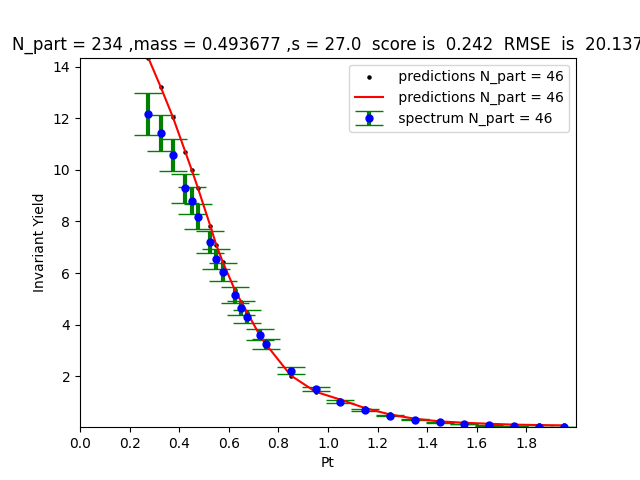 N_part = 234 ,mass = 0.493677 ,s = 27.0  score is  0.242  RMSE  is  20.137
predictions N_part = 46
predictions N_part = 46
spectrum N_part = 46
14
12
10
8
6
4
2
Invariant Yield
0.0 0.2 0.4 0.6 0.8 1.0 1.2 1.4 1.6 1.8
Pt